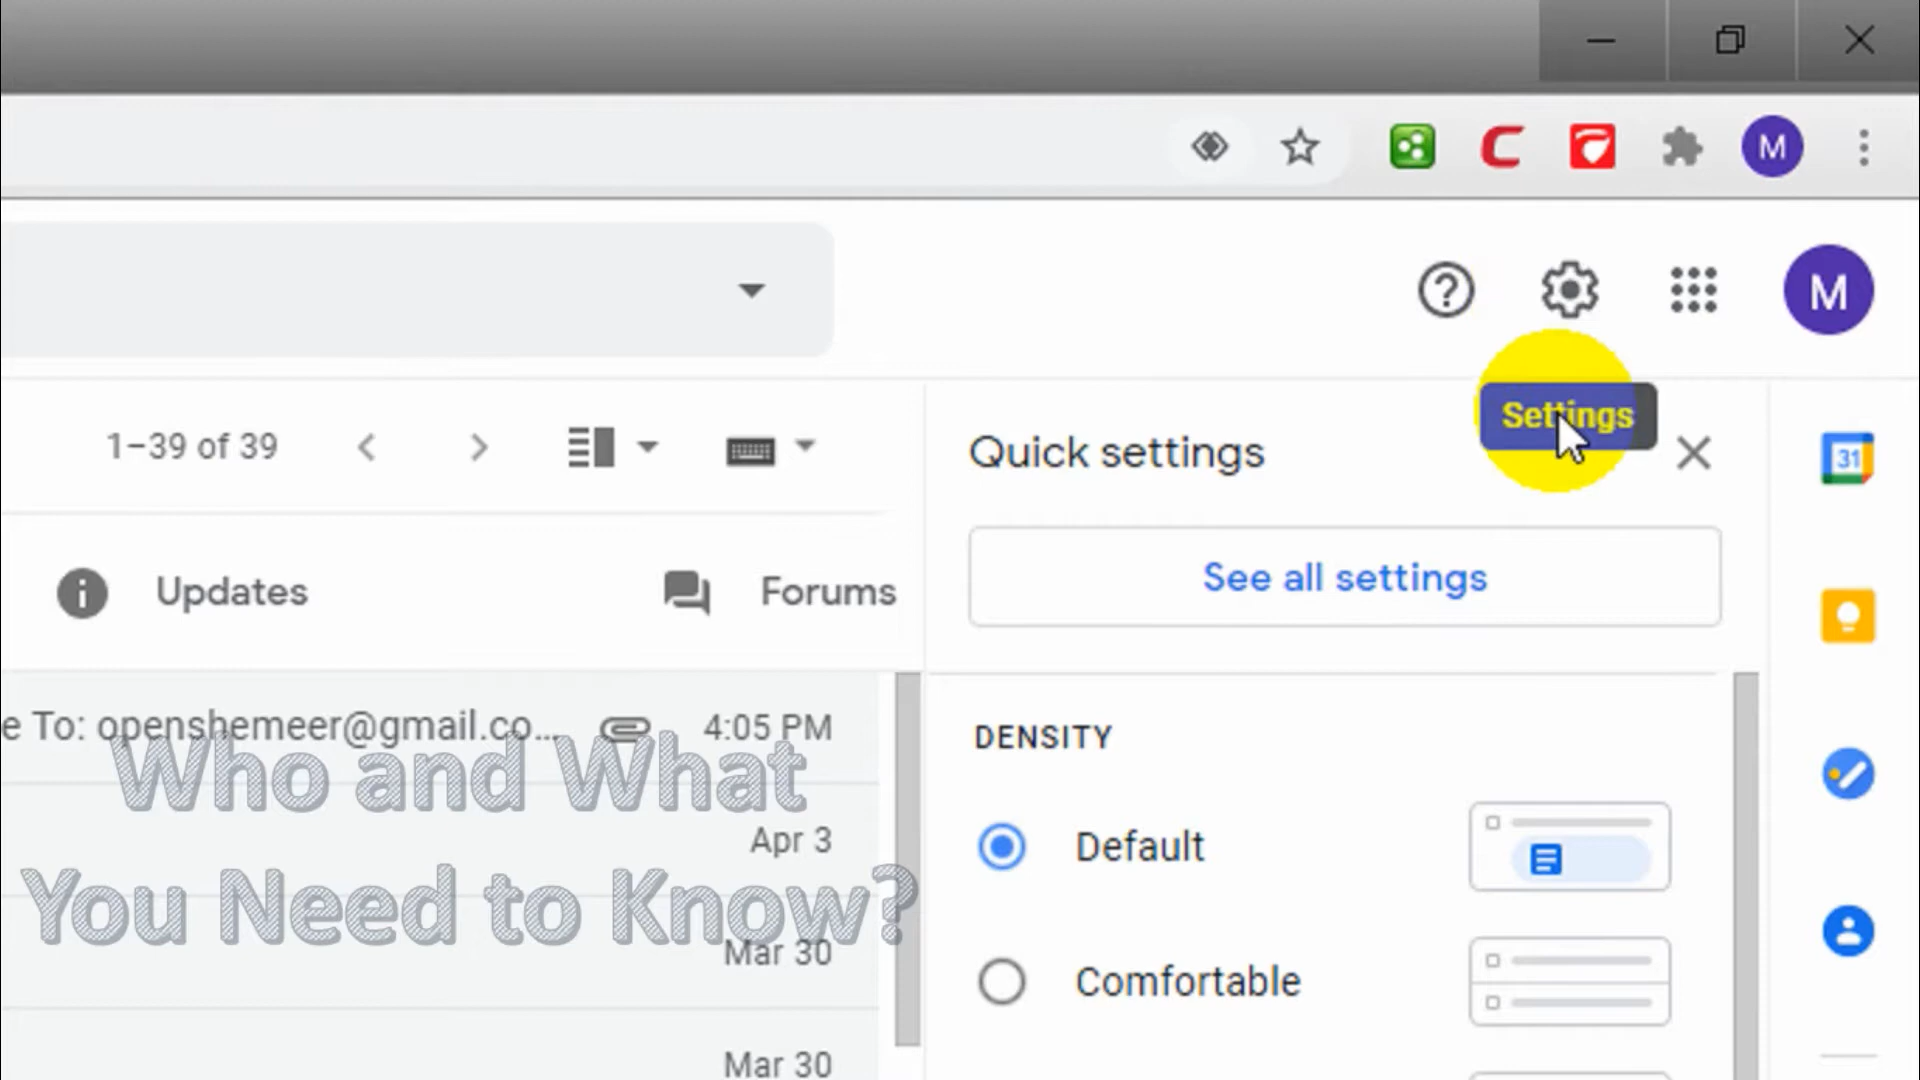 M
M
Settings
1–39 of 39
Quick settings
31
See all settings
Updates
Forums
e To: openshemeer@gmail.co...
4:05 PM
DENSITY
Who and What
You Need to Know?
Apr 3
Default
Mar 30
Comfortable
Mar 30